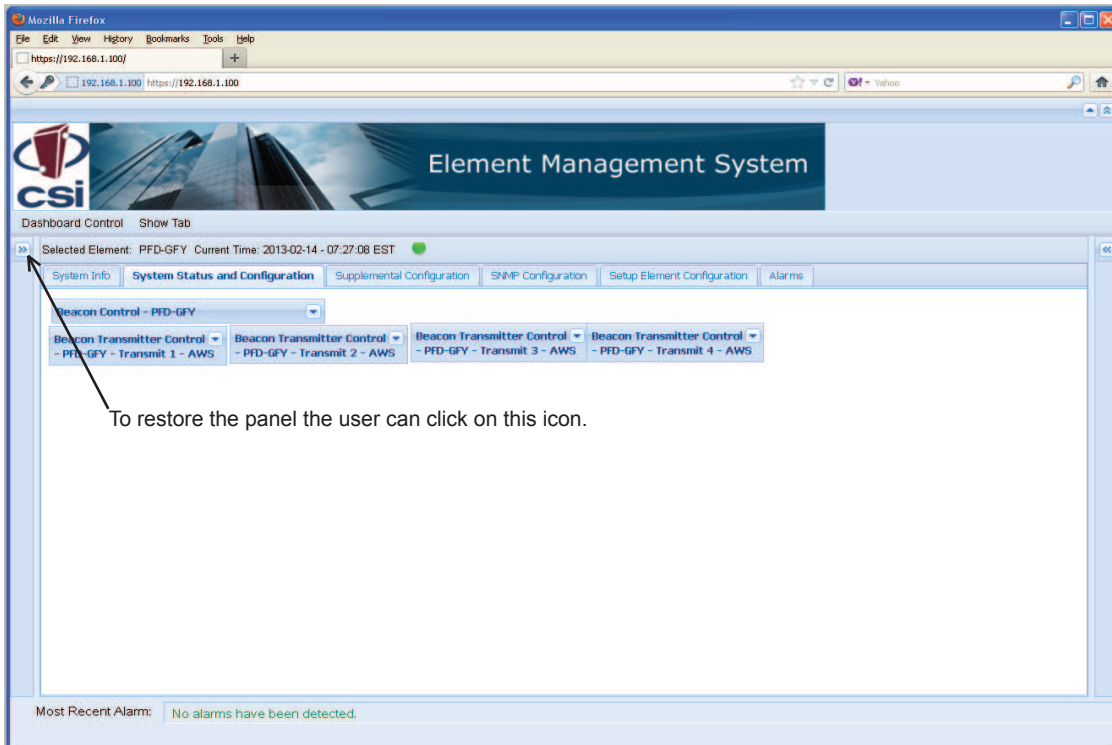 Mozilla Firefox
File Edit View History Bookmarks Tools Help
https://192.168.1.100/
192.168.1.100 https://192.168.1.100
Yahoo
csi
Element Management System
Dashboard Control Show Tab
Selected Element: PFD-GFY Current Time: 2013-02-14 - 07:27:08 EST
System Info System Status and Configuration Supplemental Configuration SNMP Configuration Setup Element Configuration Alarms
Beacon Control - PFD-GFY
Beacon Transmitter Control
- PFD-GFY - Transmit 1 - AWS
Beacon Transmitter Control
- PFD-GFY - Transmit 2 - AWS
Beacon Transmitter Control
- PFD-GFY - Transmit 3 - AWS
Beacon Transmitter Control
- PFD-GFY - Transmit 4 - AWS
To restore the panel the user can click on this icon.
Most Recent Alarm: No alarms have been detected.